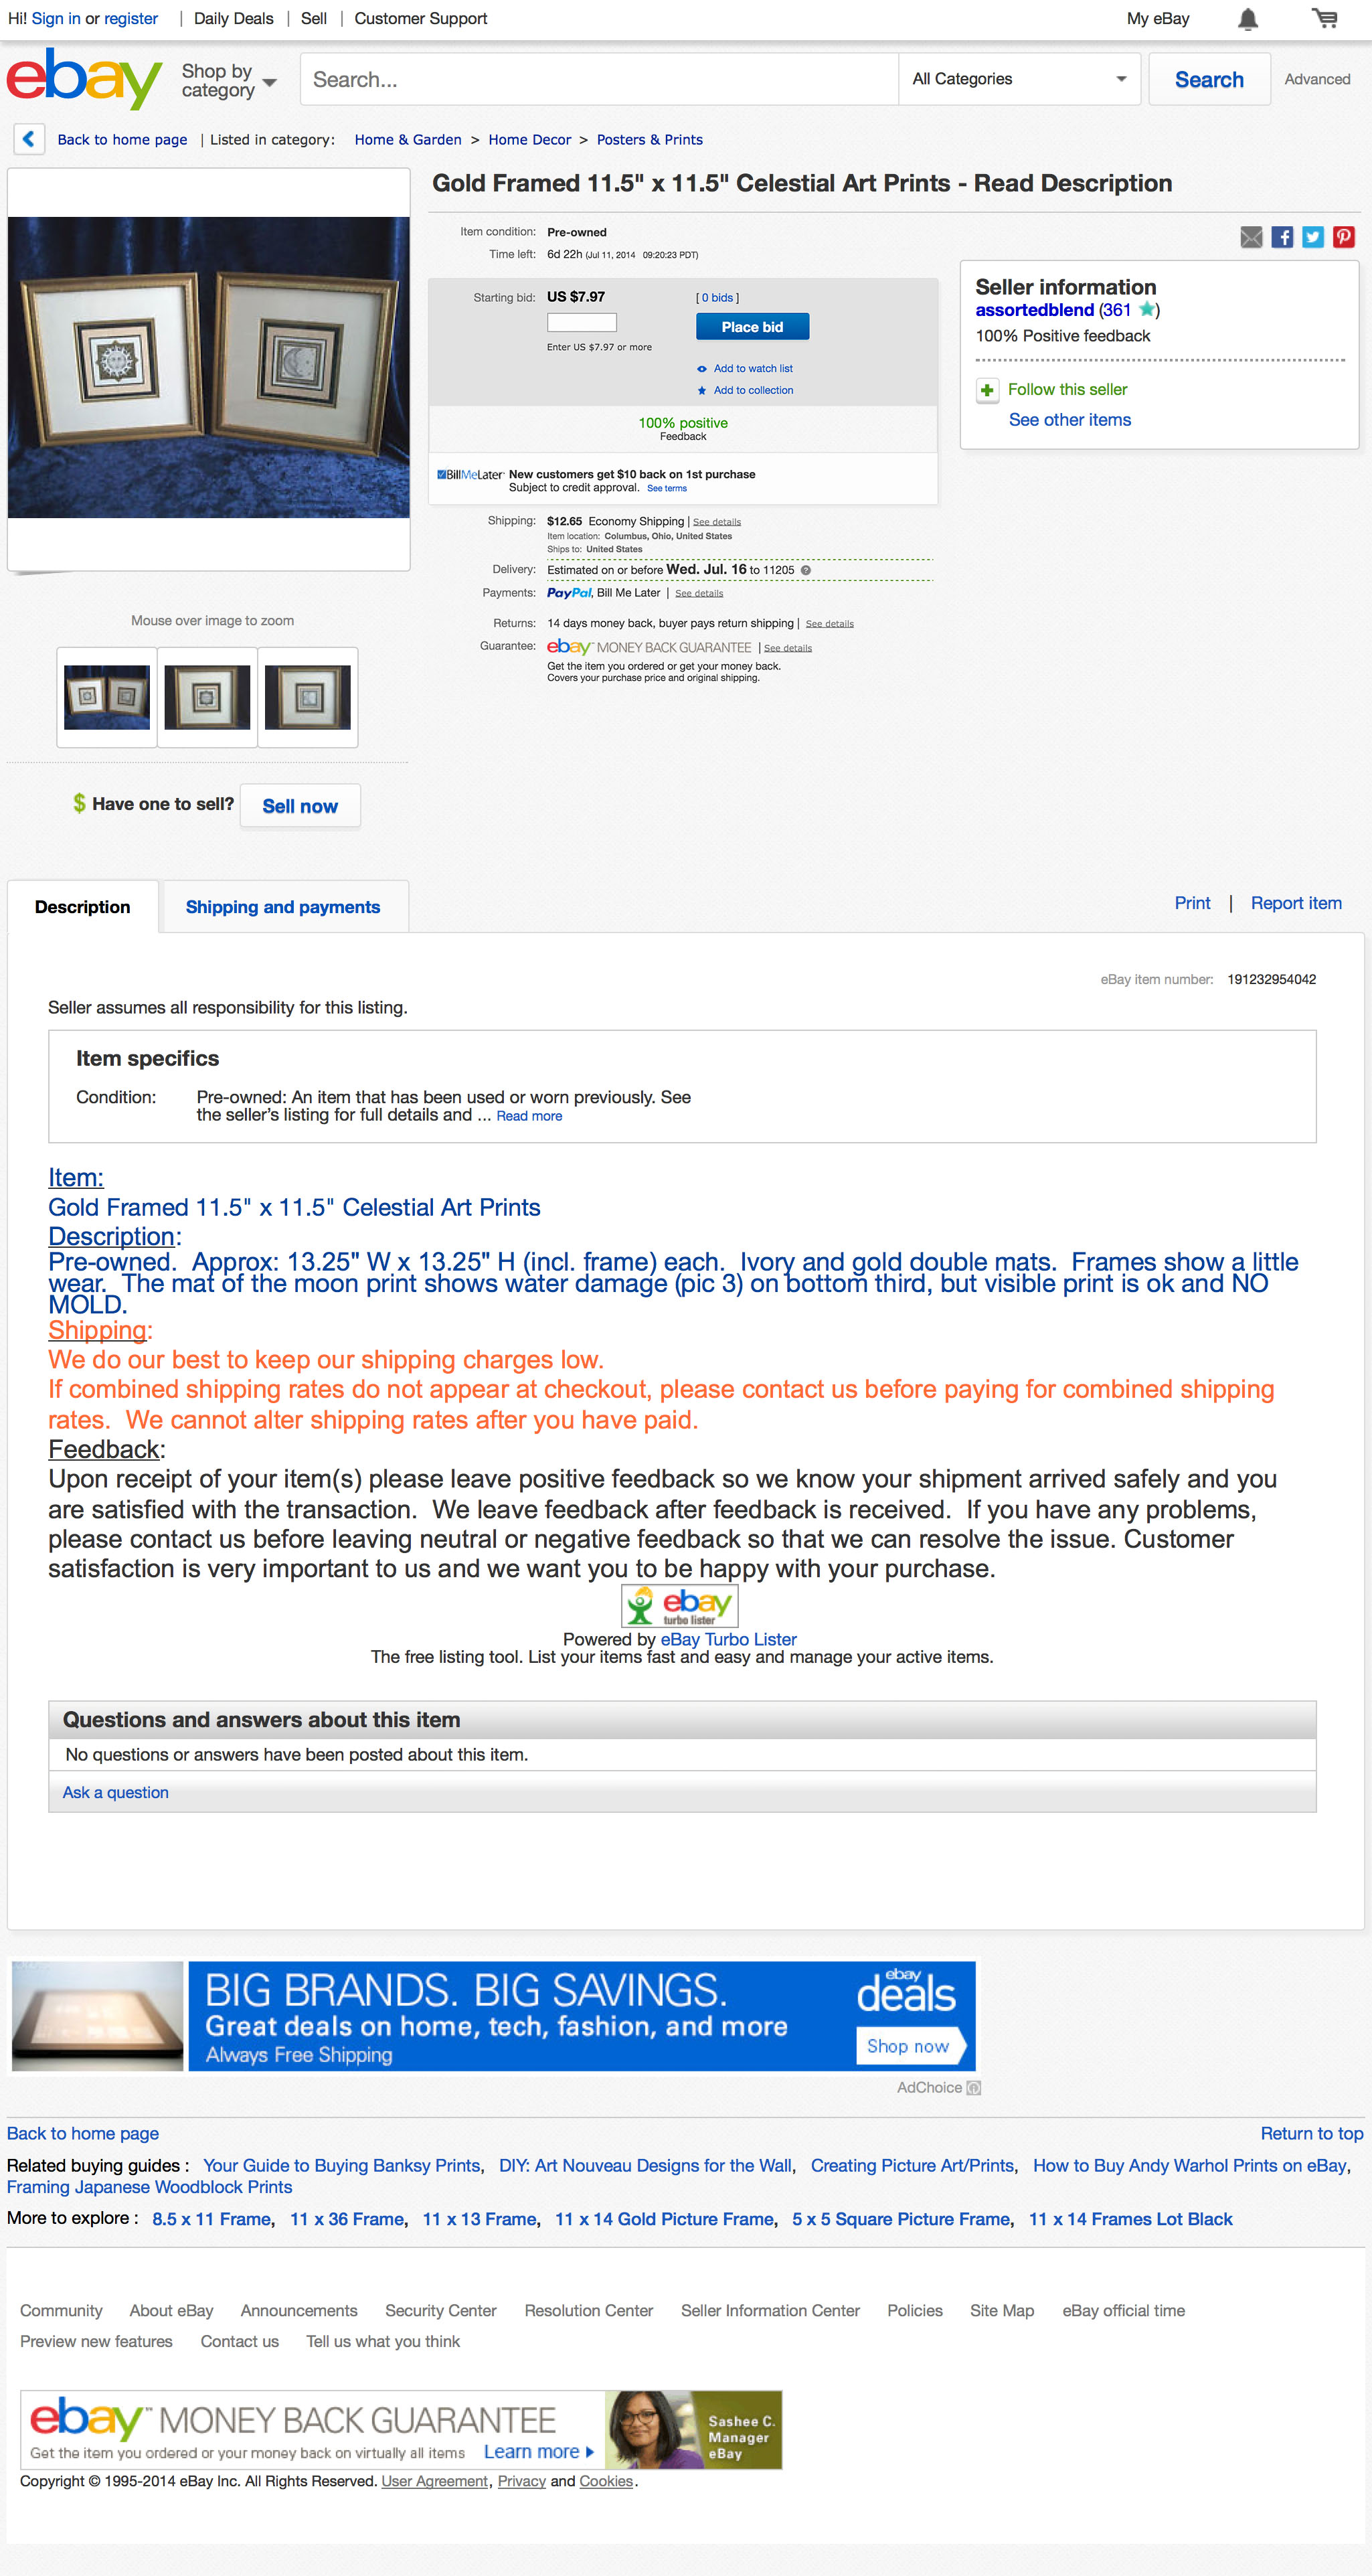 Hi! Sign in or register | Daily Deals | Sell | Customer Support My eBay
ebay Shop by category Search... All Categories Search Advanced
Back to home page | Listed in category: Home & Garden > Home Decor > Posters & Prints
Gold Framed 11.5" x 11.5" Celestial Art Prints - Read Description
Item condition: Pre-owned
Time left: 6d 22h (Jul 11, 2014 09:20:23 PDT)
Starting bid: US $7.97 [ 0 bids ]
Place bid
Enter US $7.97 or more
Add to watch list
Add to collection
100% positive
Feedback
BillMeLater New customers get $10 back on 1st purchase
Subject to credit approval. See terms
Shipping: $12.65 Economy Shipping | See details
Item location: Columbus, Ohio, United States
Ships to: United States
Delivery: Estimated on or before Wed. Jul. 16 to 11205
Payments: PayPal, Bill Me Later | See details
Returns: 14 days money back, buyer pays return shipping | See details
Guarantee: ebay MONEY BACK GUARANTEE | See details
Get the item you ordered or get your money back.
Covers your purchase price and original shipping.
Seller information
assortedblend (361 )
100% Positive feedback
Follow this seller
See other items
Mouse over image to zoom
$ Have one to sell? Sell now
Description Shipping and payments Print | Report item
eBay item number: 191232954042
Seller assumes all responsibility for this listing.
Item specifics
Condition: Pre-owned: An item that has been used or worn previously. See
the seller's listing for full details and ... Read more
Item:
Gold Framed 11.5" x 11.5" Celestial Art Prints
Description:
Pre-owned. Approx: 13.25" W x 13.25" H (incl. frame) each. Ivory and gold double mats. Frames show a little
wear. The mat of the moon print shows water damage (pic 3) on bottom third, but visible print is ok and NO
MOLD.
Shipping:
We do our best to keep our shipping charges low.
If combined shipping rates do not appear at checkout, please contact us before paying for combined shipping
rates. We cannot alter shipping rates after you have paid.
Feedback:
Upon receipt of your item(s) please leave positive feedback so we know your shipment arrived safely and you
are satisfied with the transaction. We leave feedback after feedback is received. If you have any problems,
please contact us before leaving neutral or negative feedback so that we can resolve the issue. Customer
satisfaction is very important to us and we want you to be happy with your purchase.
ebay
turbo lister
Powered by eBay Turbo Lister
The free listing tool. List your items fast and easy and manage your active items.
Questions and answers about this item
No questions or answers have been posted about this item.
Ask a question
BIG BRANDS. BIG SAVINGS.
Great deals on home, tech, fashion, and more
Always Free Shipping
ebay
deals
Shop now
AdChoice
Back to home page Return to top
Related buying guides : Your Guide to Buying Banksy Prints, DIY: Art Nouveau Designs for the Wall, Creating Picture Art/Prints, How to Buy Andy Warhol Prints on eBay,
Framing Japanese Woodblock Prints
More to explore : 8.5 x 11 Frame, 11 x 36 Frame, 11 x 13 Frame, 11 x 14 Gold Picture Frame, 5 x 5 Square Picture Frame, 11 x 14 Frames Lot Black
Community About eBay Announcements Security Center Resolution Center Seller Information Center Policies Site Map eBay official time
Preview new features Contact us Tell us what you think
ebay™ MONEY BACK GUARANTEE
Get the item you ordered or your money back on virtually all items Learn more
Sashee C.
Manager
eBay
Copyright © 1995-2014 eBay Inc. All Rights Reserved. User Agreement, Privacy and Cookies.